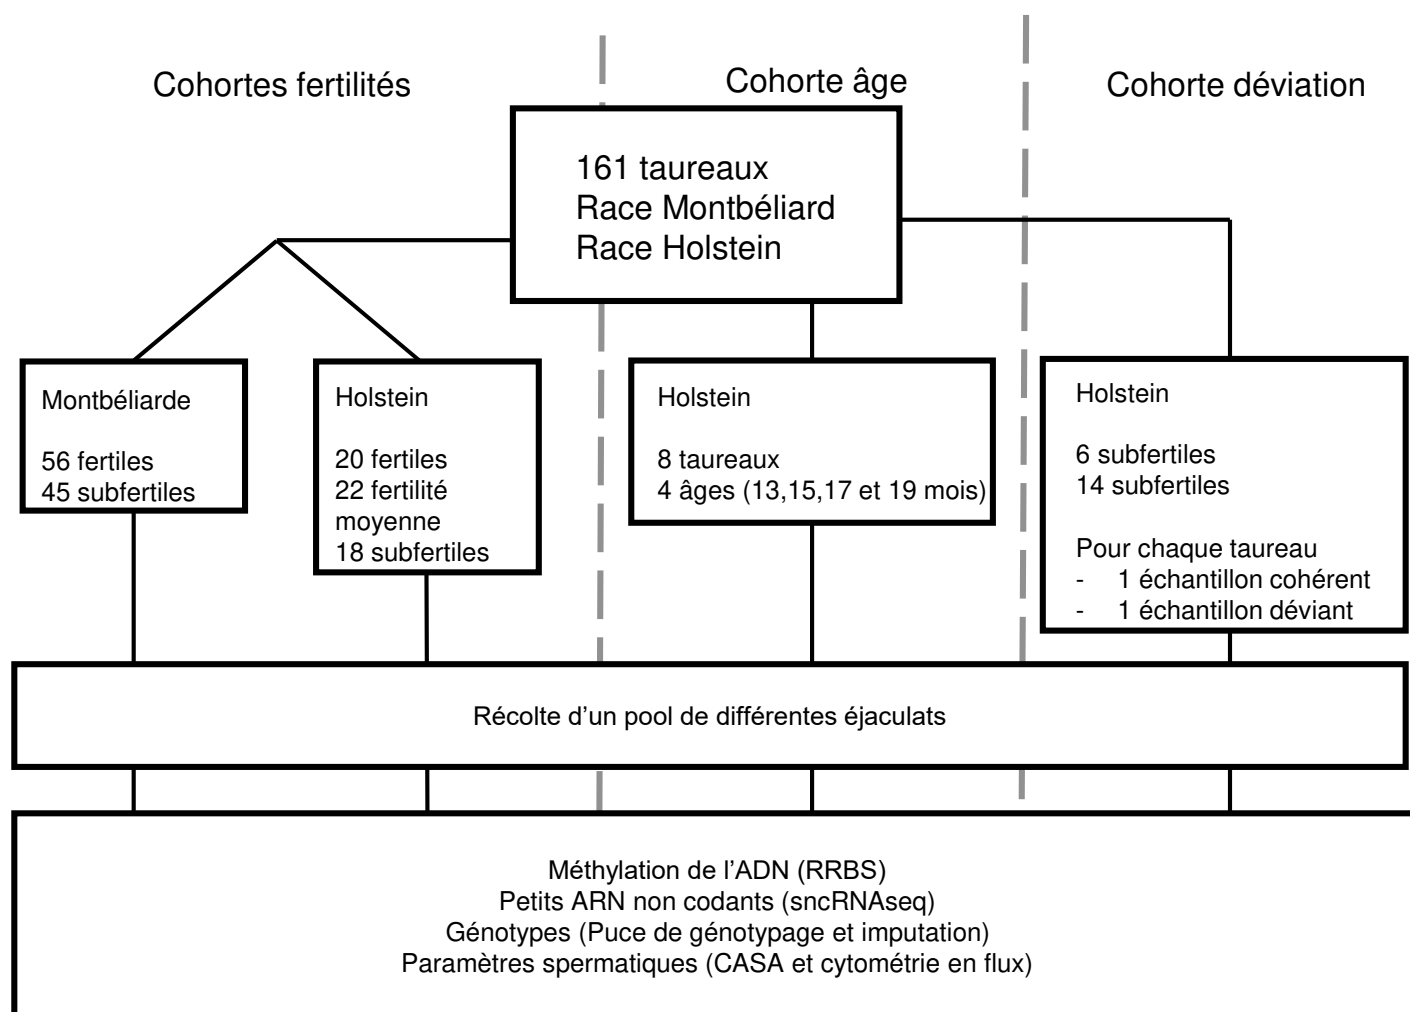 Cohortes fertilités
Cohorte âge
Cohorte déviation
161 taureaux
Race Montbéliard
Race Holstein
Montbéliarde
56 fertiles
45 subfertiles
Holstein
20 fertiles
22 fertilité
moyenne
18 subfertiles
Holstein
8 taureaux
4 âges (13,15,17 et 19 mois)
Holstein
6 subfertiles
14 subfertiles
Pour chaque taureau
- 1 échantillon cohérent
- 1 échantillon déviant
Récolte d’un pool de différentes éjaculats
Méthylation de l’ADN (RRBS)
Petits ARN non codants (sncRNAseq)
Génotypes (Puce de génotypage et imputation)
Paramètres spermatiques (CASA et cytométrie en flux)